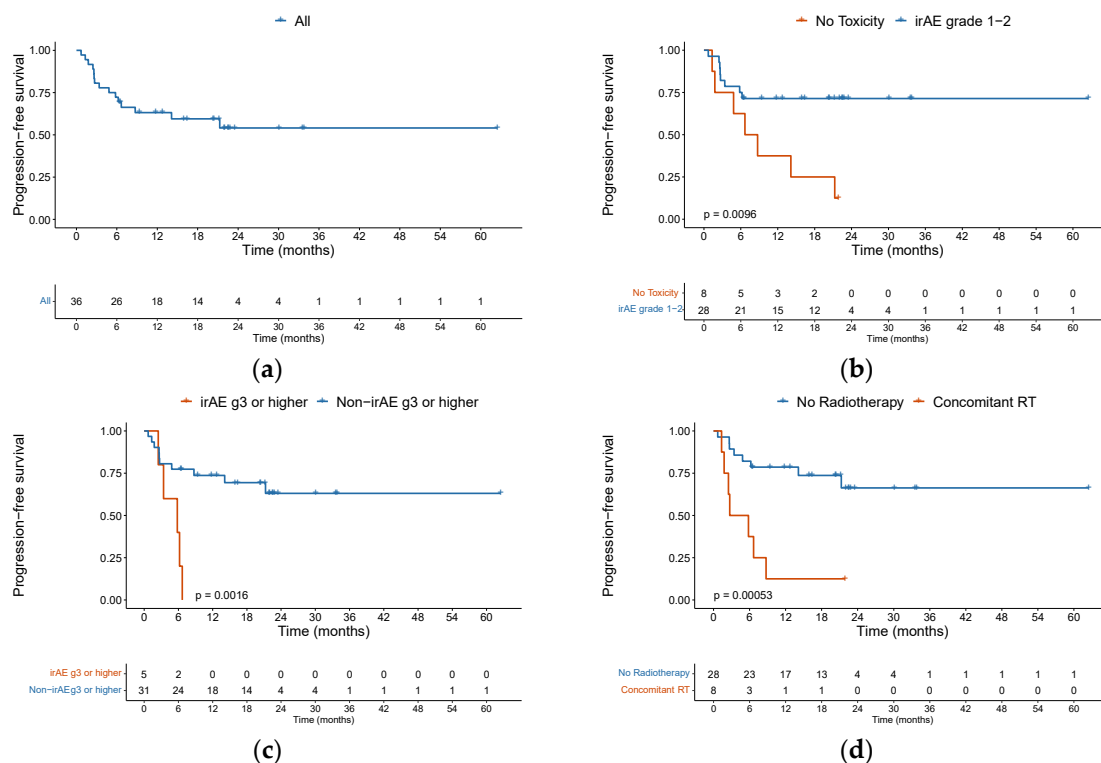 All
Progression−free survival
1.00
0.75
0.50
0.25
0.00
0 6 12 18 24 30 36 42 48 54 60
Time (months)
All 36 26 18 14 4 4 1 1 1 1 1
0 6 12 18 24 30 36 42 48 54 60
Time (months)
(a)
No Toxicity irAE grade 1−2
Progression−free survival
1.00
0.75
0.50
0.25
0.00
p = 0.0096
0 6 12 18 24 30 36 42 48 54 60
Time (months)
No Toxicity 8 5 3 2 0 0 0 0 0 0 0
irAE grade 1−2 28 21 15 12 4 4 1 1 1 1 1
0 6 12 18 24 30 36 42 48 54 60
Time (months)
(b)
irAE g3 or higher Non−irAE g3 or higher
Progression−free survival
1.00
0.75
0.50
0.25
0.00
p = 0.0016
0 6 12 18 24 30 36 42 48 54 60
Time (months)
irAE g3 or higher 5 2 0 0 0 0 0 0 0 0 0
Non−irAEg3 or higher 31 24 18 14 4 4 1 1 1 1 1
0 6 12 18 24 30 36 42 48 54 60
Time (months)
(c)
No Radiotherapy Concomitant RT
Progression−free survival
1.00
0.75
0.50
0.25
0.00
p = 0.00053
0 6 12 18 24 30 36 42 48 54 60
Time (months)
No Radiotherapy 28 23 17 13 4 4 1 1 1 1 1
Concomitant RT 8 3 1 1 0 0 0 0 0 0 0
0 6 12 18 24 30 36 42 48 54 60
Time (months)
(d)